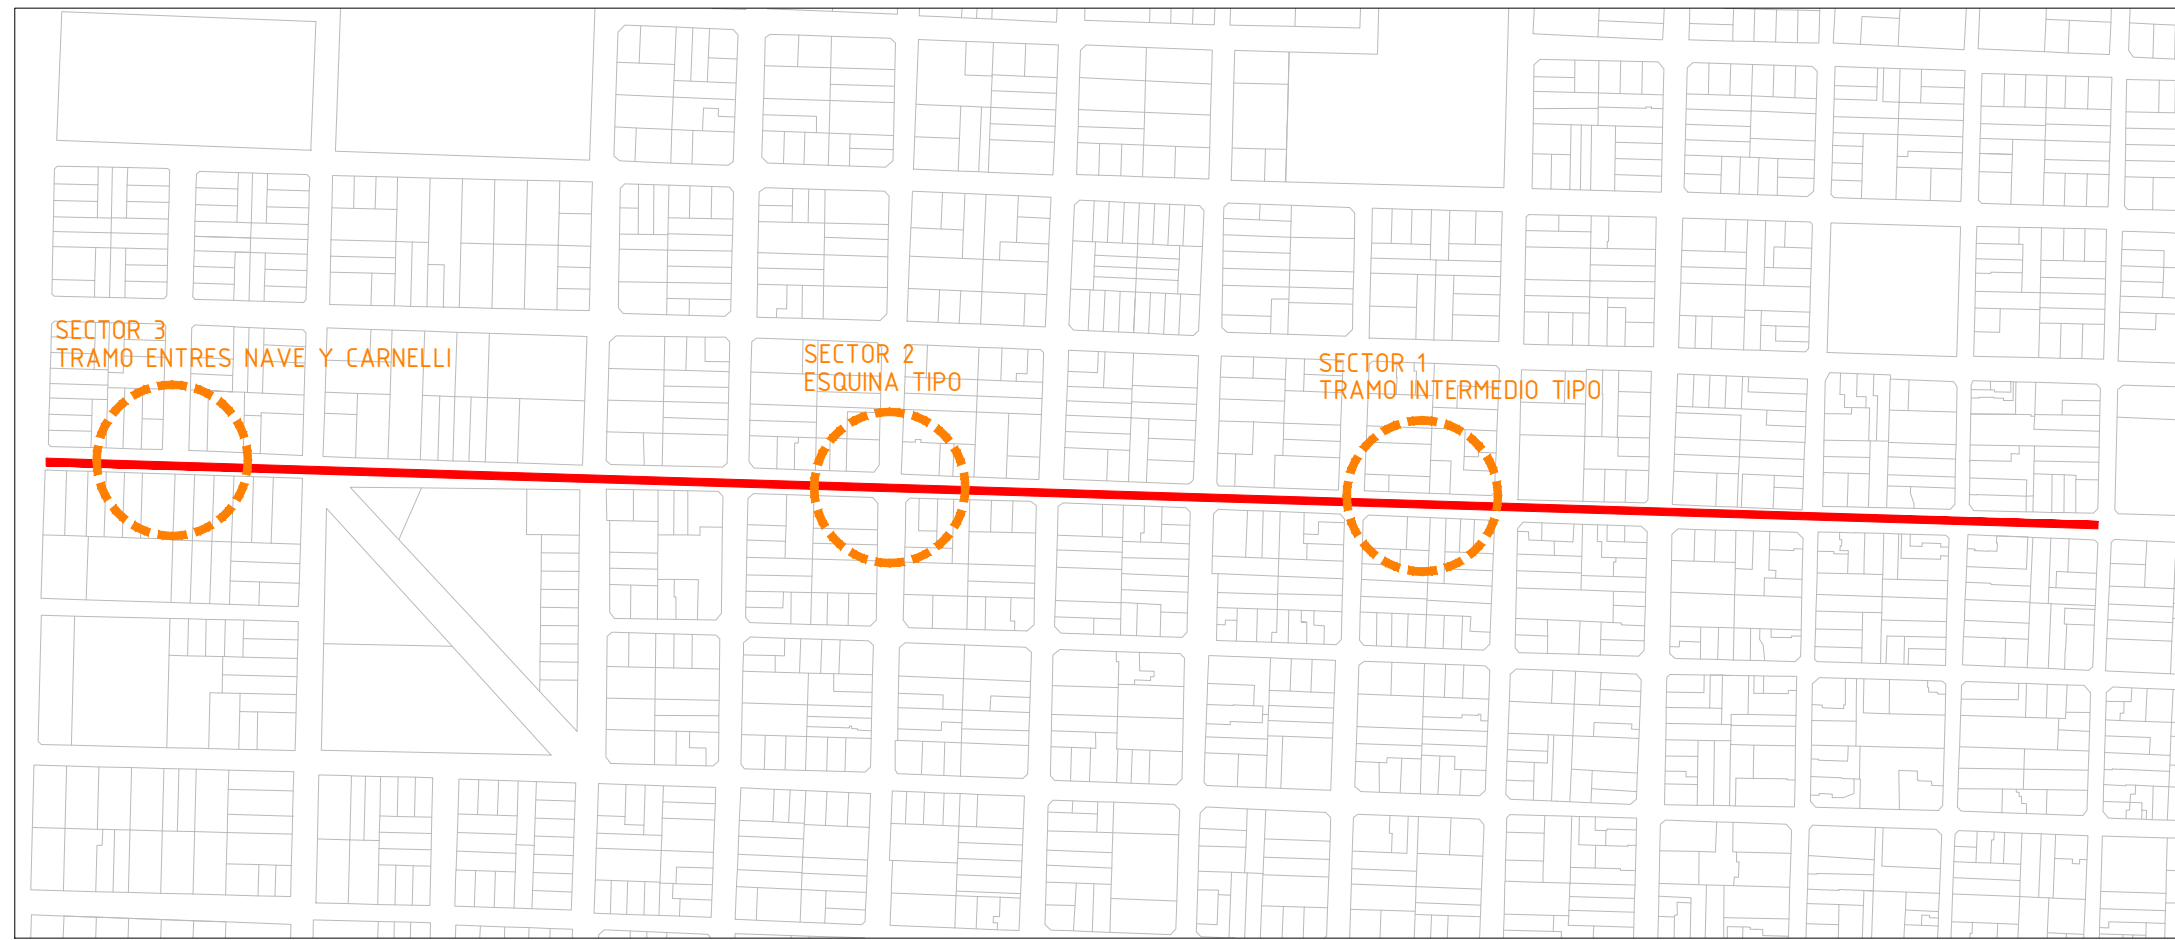 SECTOR 3
TRAMO ENTRES NAVE Y CARNELLI
SECTOR 2
ESQUINA TIPO
SECTOR 1
TRAMO INTERMEDIO TIPO